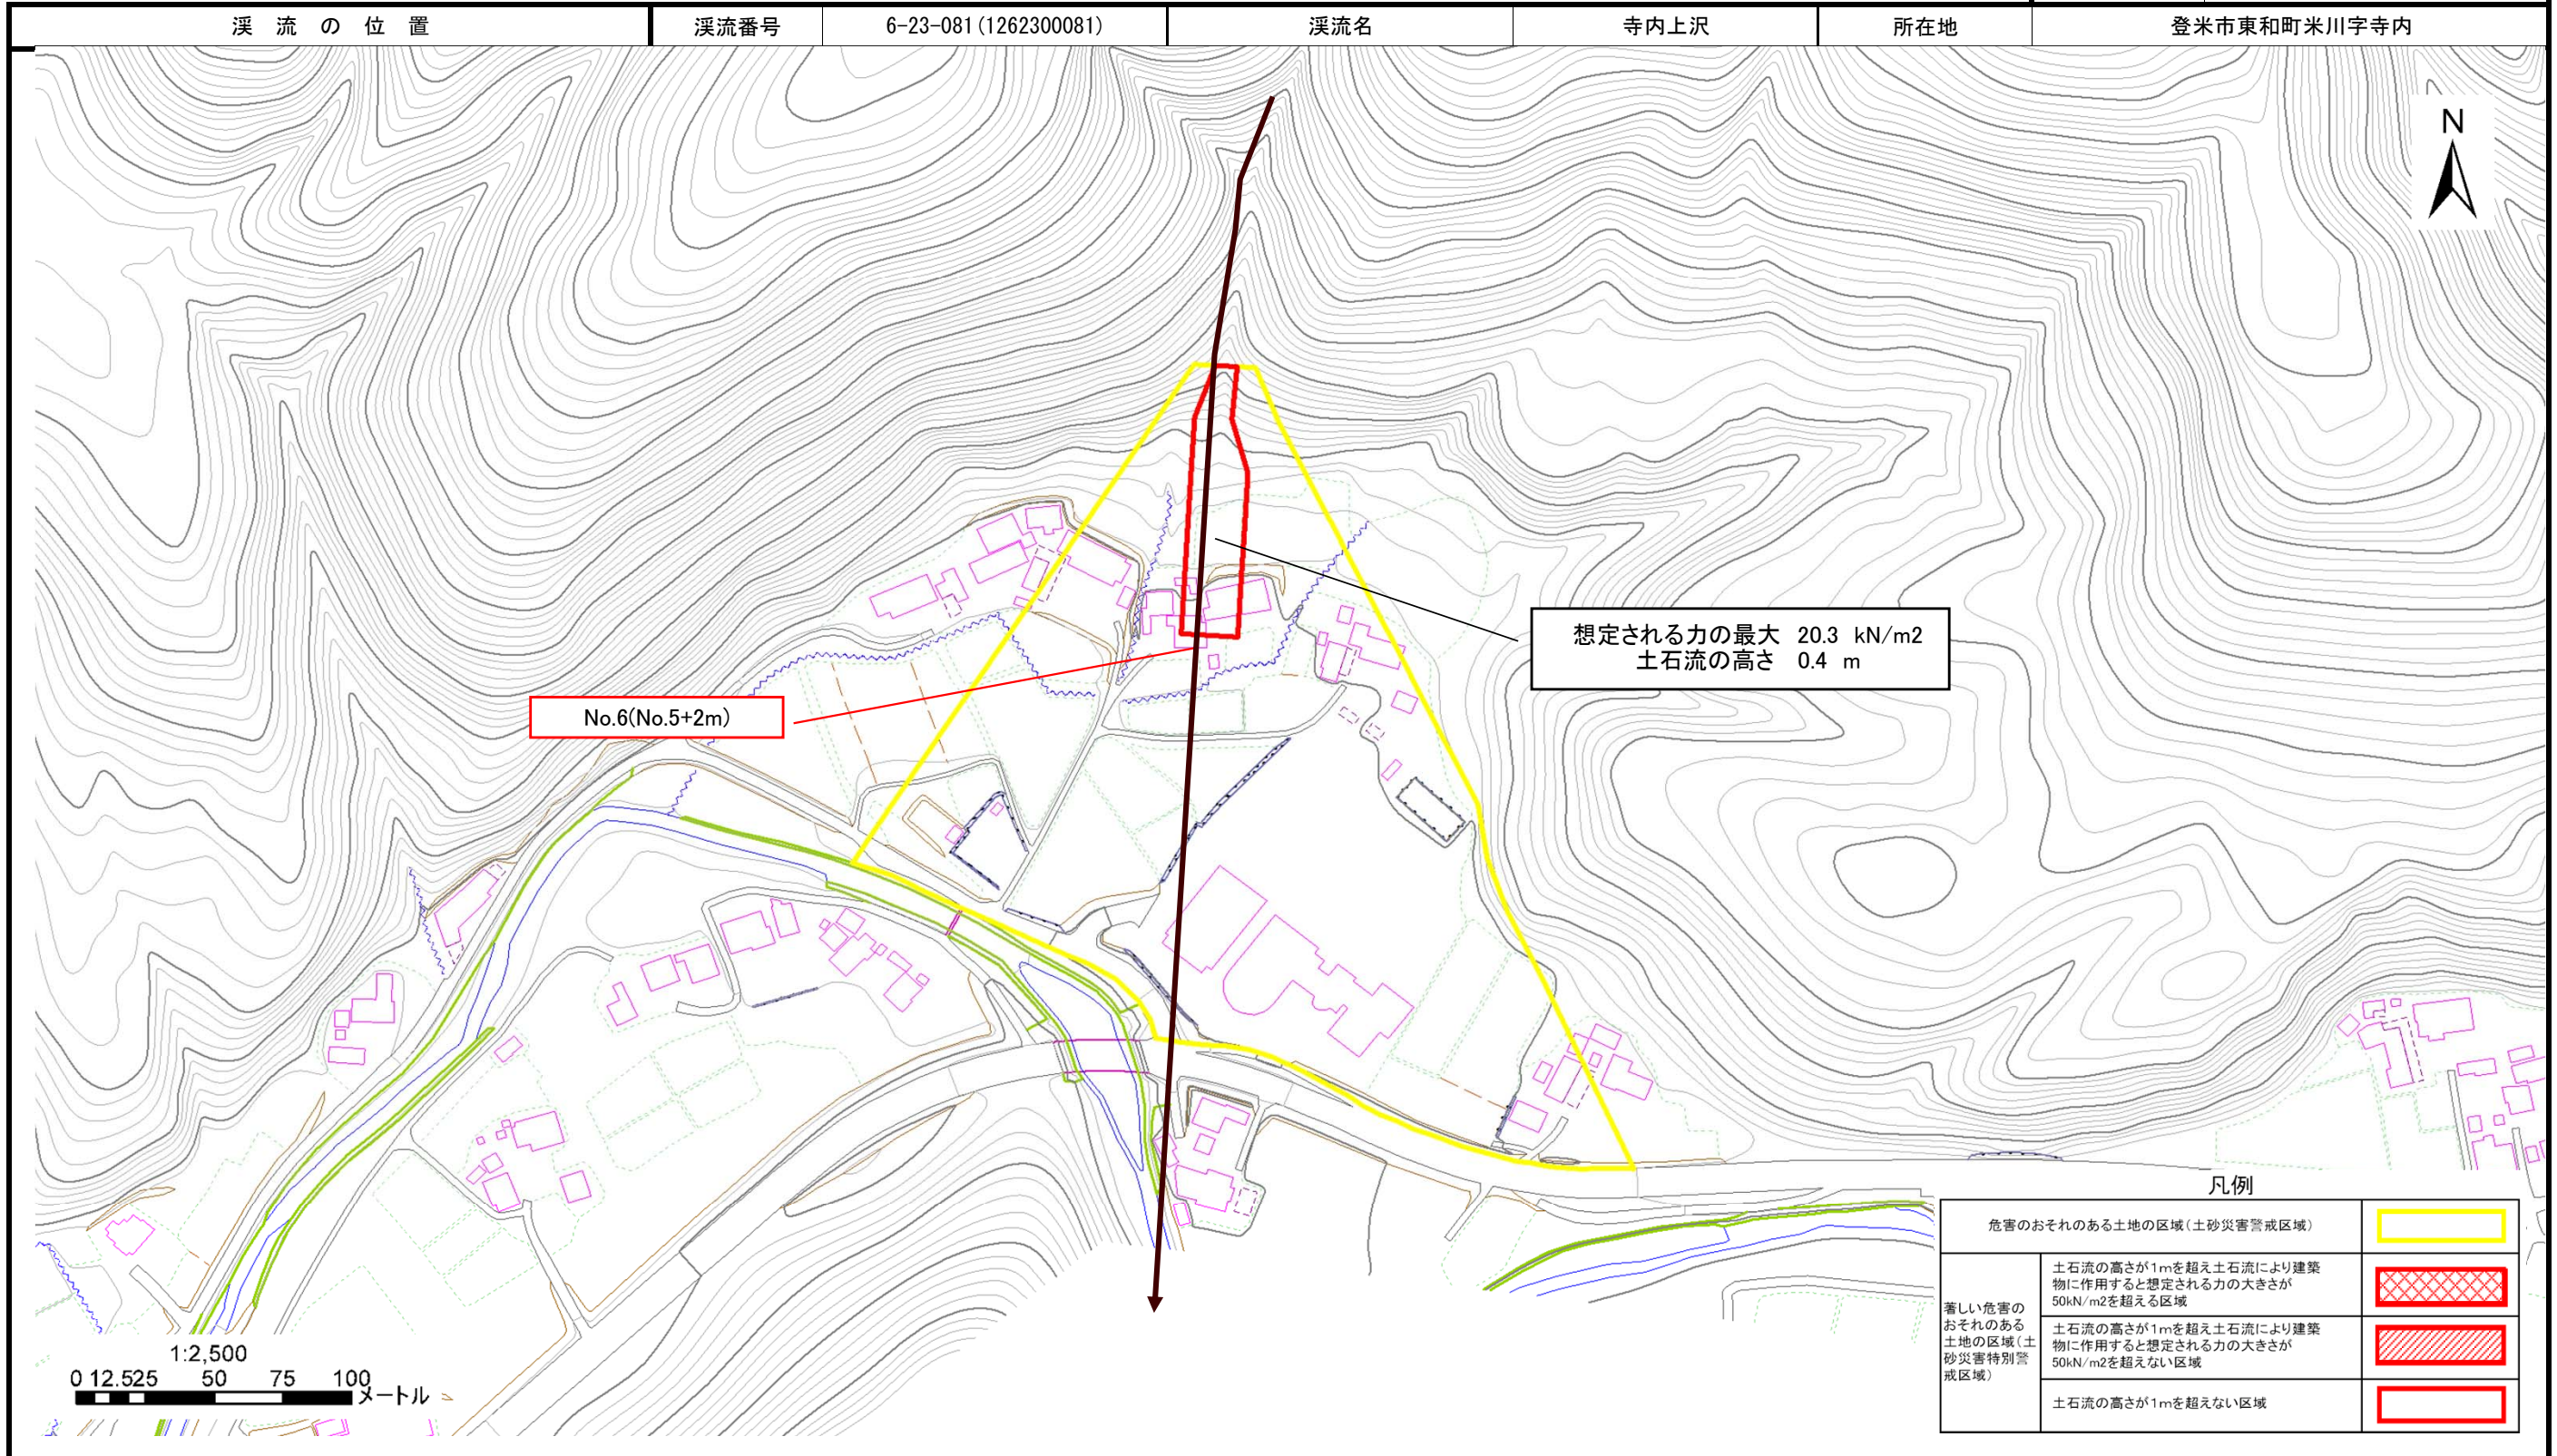 渓流の位置
渓流番号
6-23-081(1262300081)
渓流名
寺内上沢
所在地
登米市東和町米川字寺内
N
想定される力の最大 20.3 kN/m2
土石流の高さ 0.4 m
No.6(No.5+2m)
凡例
危害のおそれのある土地の区域(土砂災害警戒区域)
著しい危害の
おそれのある
土地の区域(土
砂災害特別警
戒区域)
土石流の高さが1mを超え土石流により建築
物に作用すると想定される力の大きさが
50kN/m2を超える区域
土石流の高さが1mを超え土石流により建築
物に作用すると想定される力の大きさが
50kN/m2を超えない区域
土石流の高さが1mを超えない区域
1:2,500
0 12.525 50 75 100
メートル